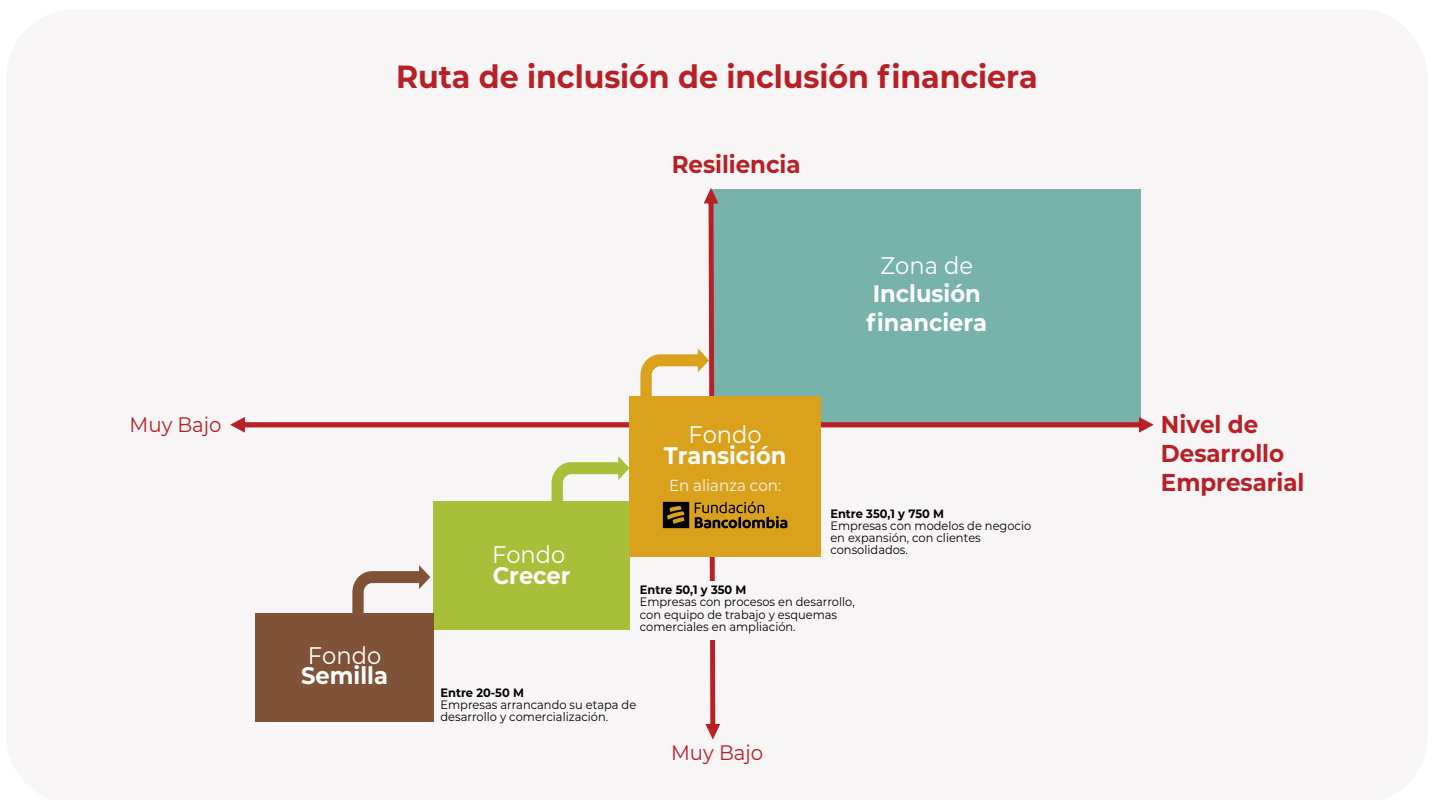 Ruta de inclusión de inclusión financiera
Resiliencia
Zona de
Inclusión
financiera
Muy Bajo
Nivel de
Desarrollo
Empresarial
Fondo
Transición
En alianza con:
Fundación
Bancolombia
Entre 350,1 y 750 M
Empresas con modelos de negocio
en expansión, con clientes
consolidados.
Fondo
Crecer
Entre 50,1 y 350 M
Empresas con procesos en desarrollo,
con equipo de trabajo y esquemas
comerciales en ampliación.
Fondo
Semilla
Entre 20-50 M
Empresas arrancando su etapa de
desarrollo y comercialización.
Muy Bajo